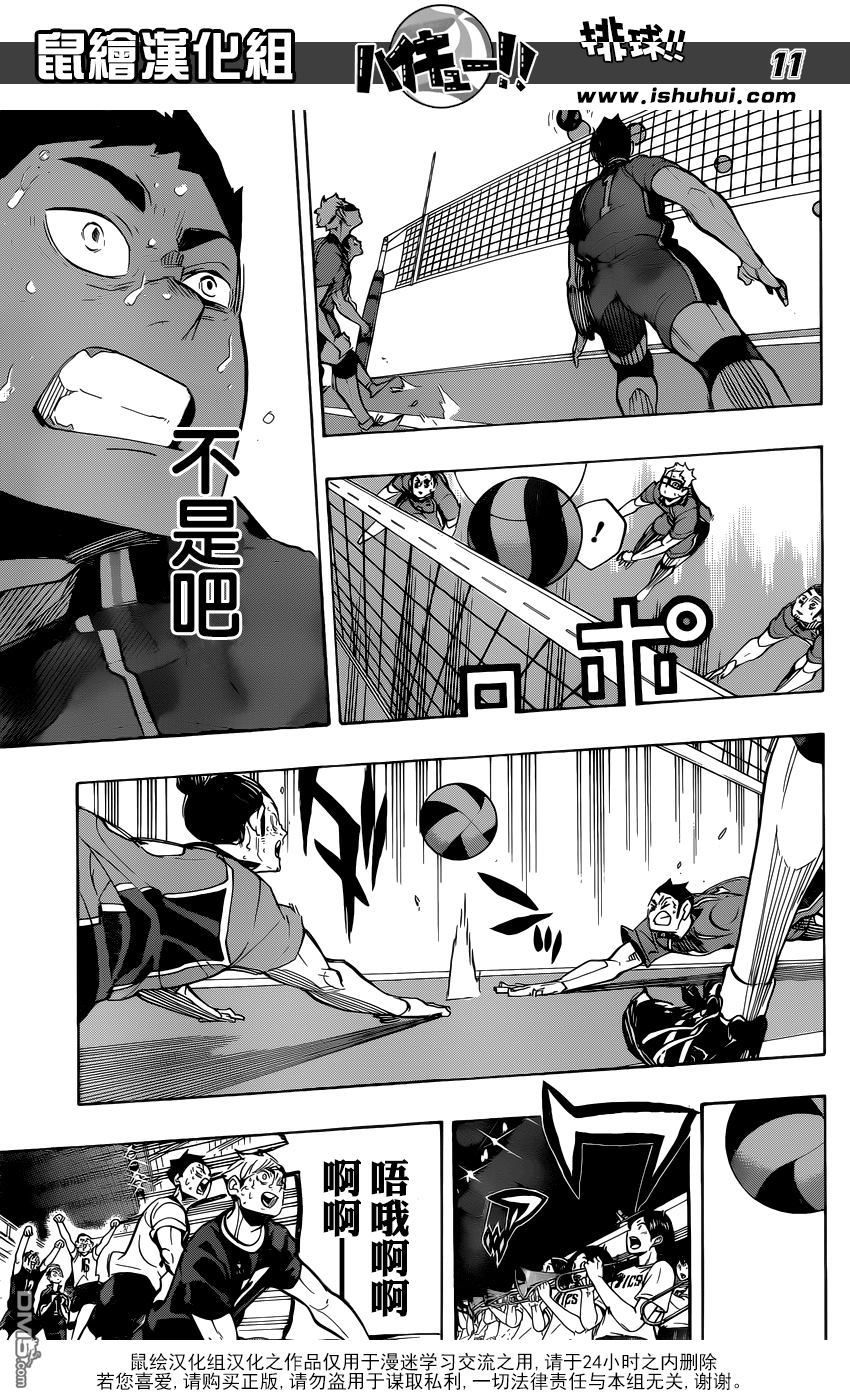 鼠繪漢化組
ハイキュー!!
排球!!
11
www.ishuhui.com
1
不是吧
!
ポ
ロ
唔哦啊啊
啊啊——
鼠绘汉化组汉化之作品仅用于漫迷学习交流之用, 请于24小时之内删除
若您喜爱, 请购买正版, 请勿用于谋取私利, 一切法律责任与本组无关, 谢谢。
DM5.com